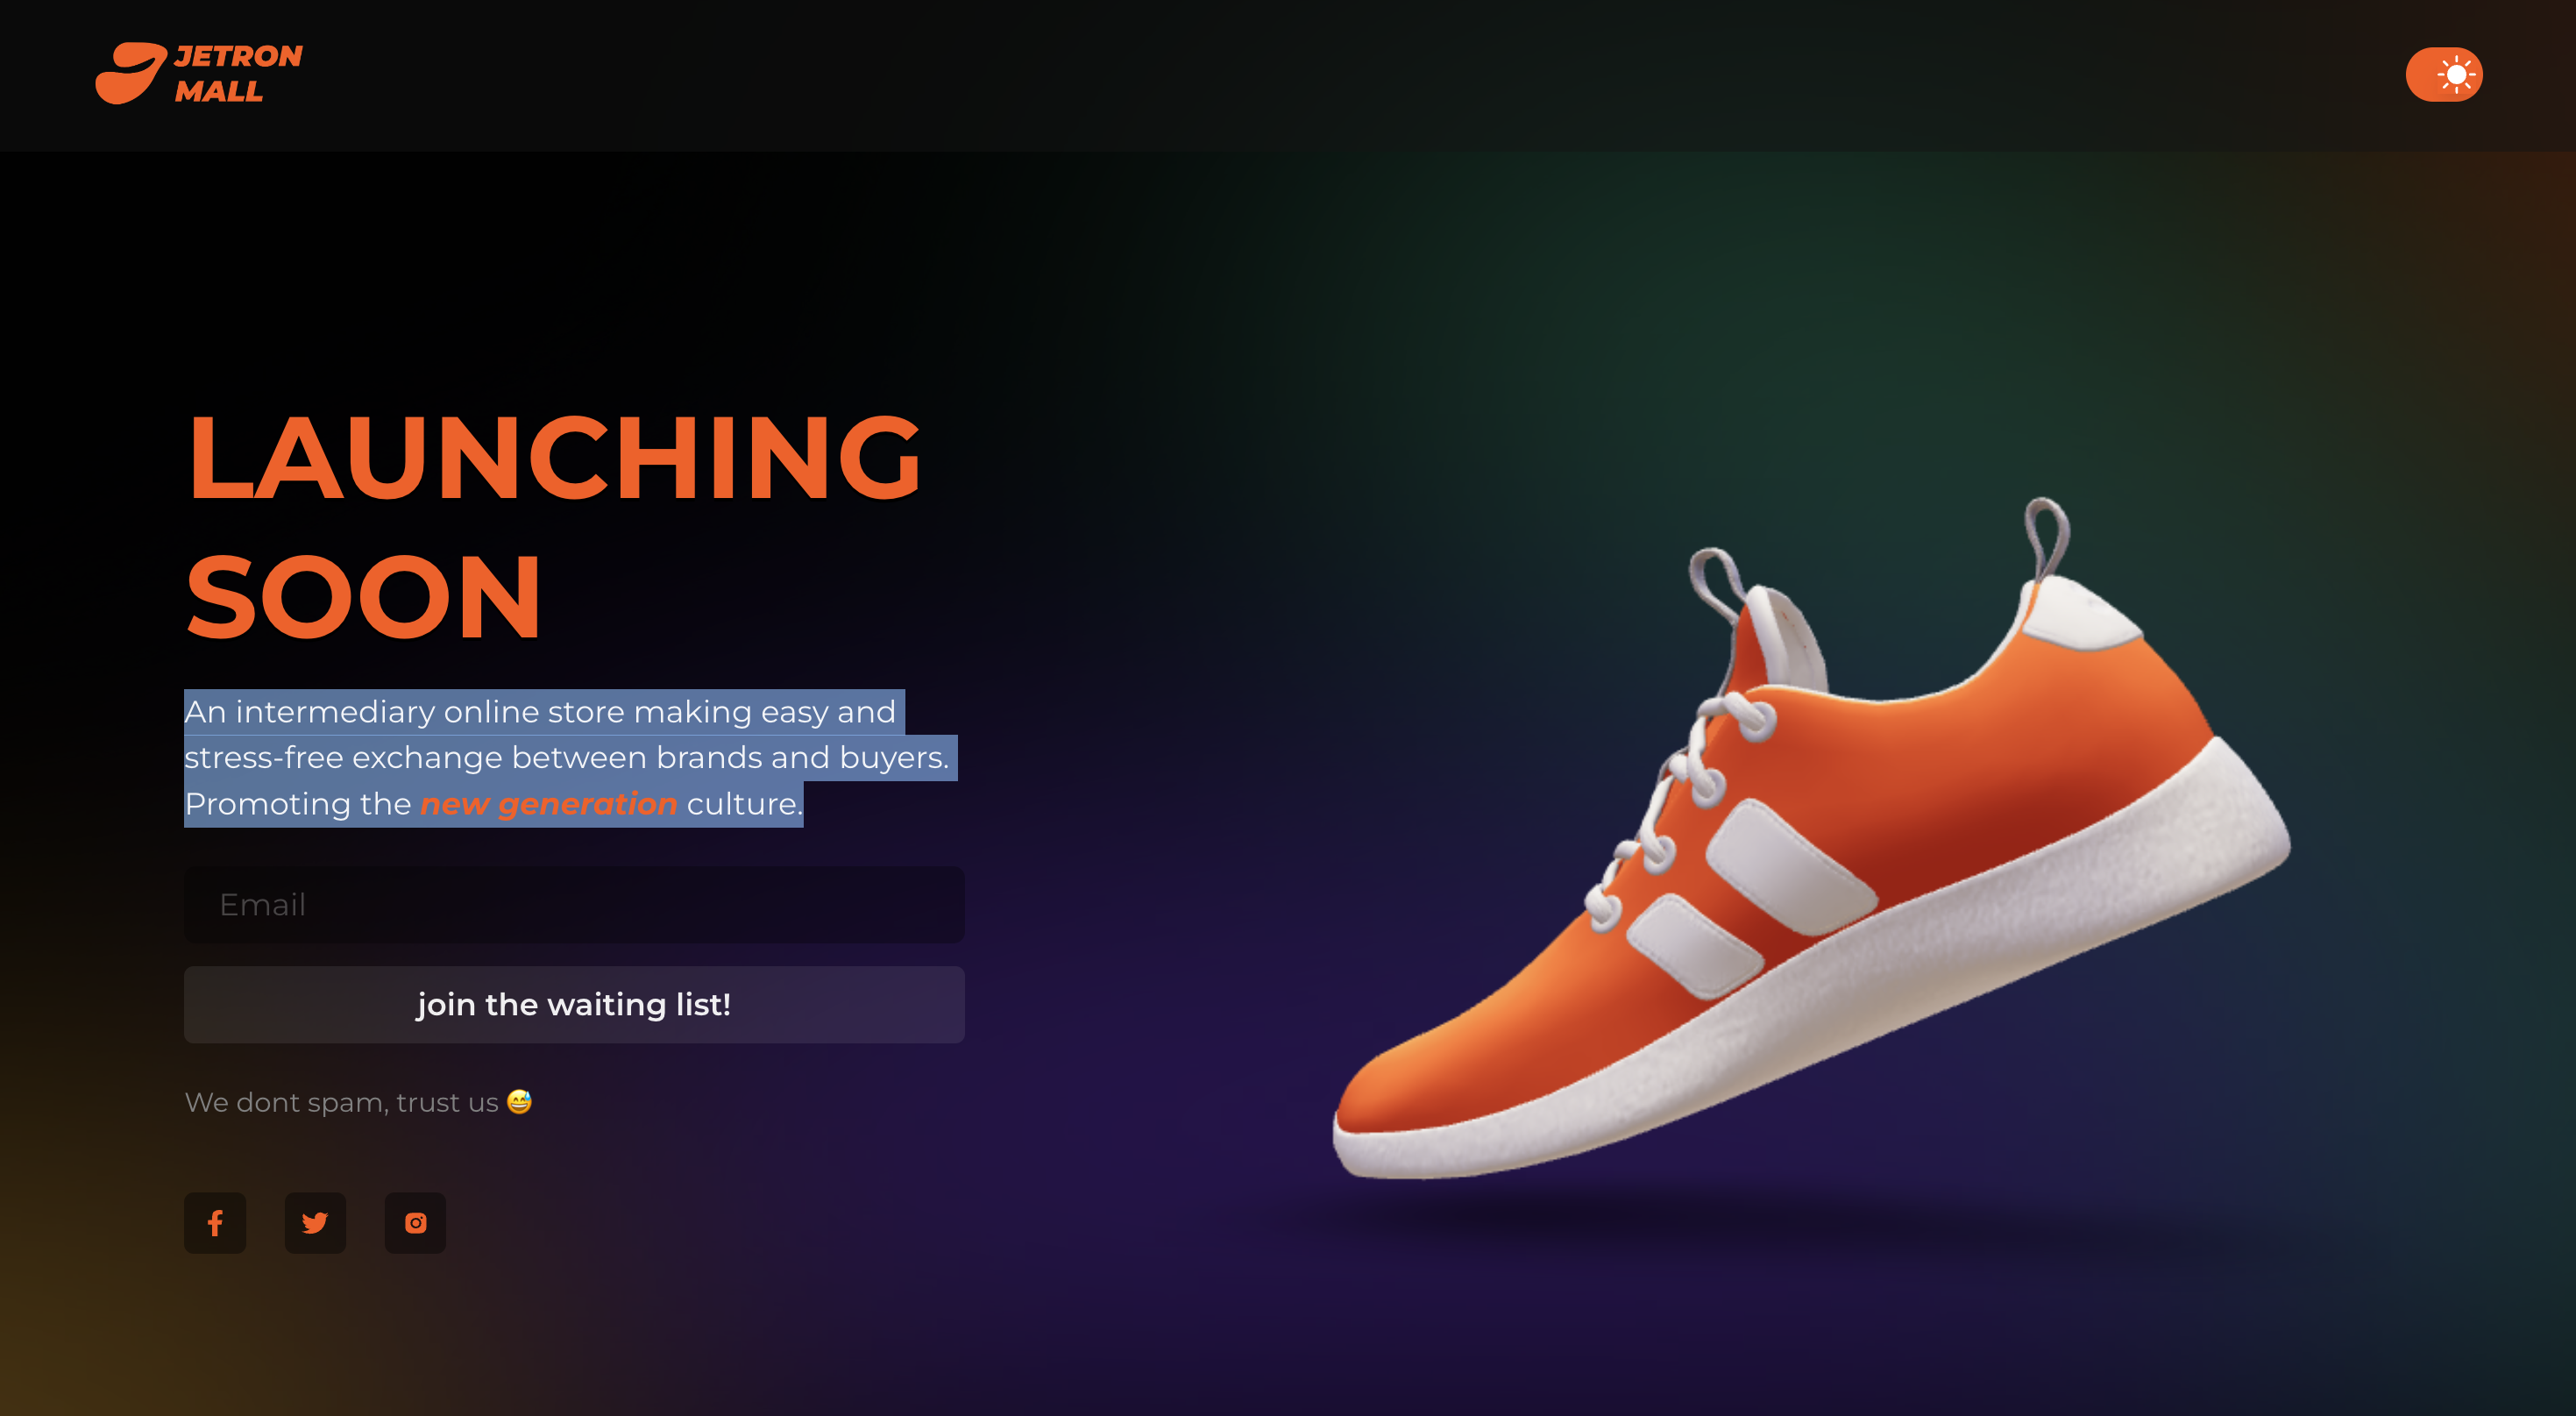 JETRON
MALL
LAUNCHING
SOON
An intermediary online store making easy and
stress-free exchange between brands and buyers.
Promoting the new generation culture.
Email
join the waiting list!
We dont spam, trust us 😅